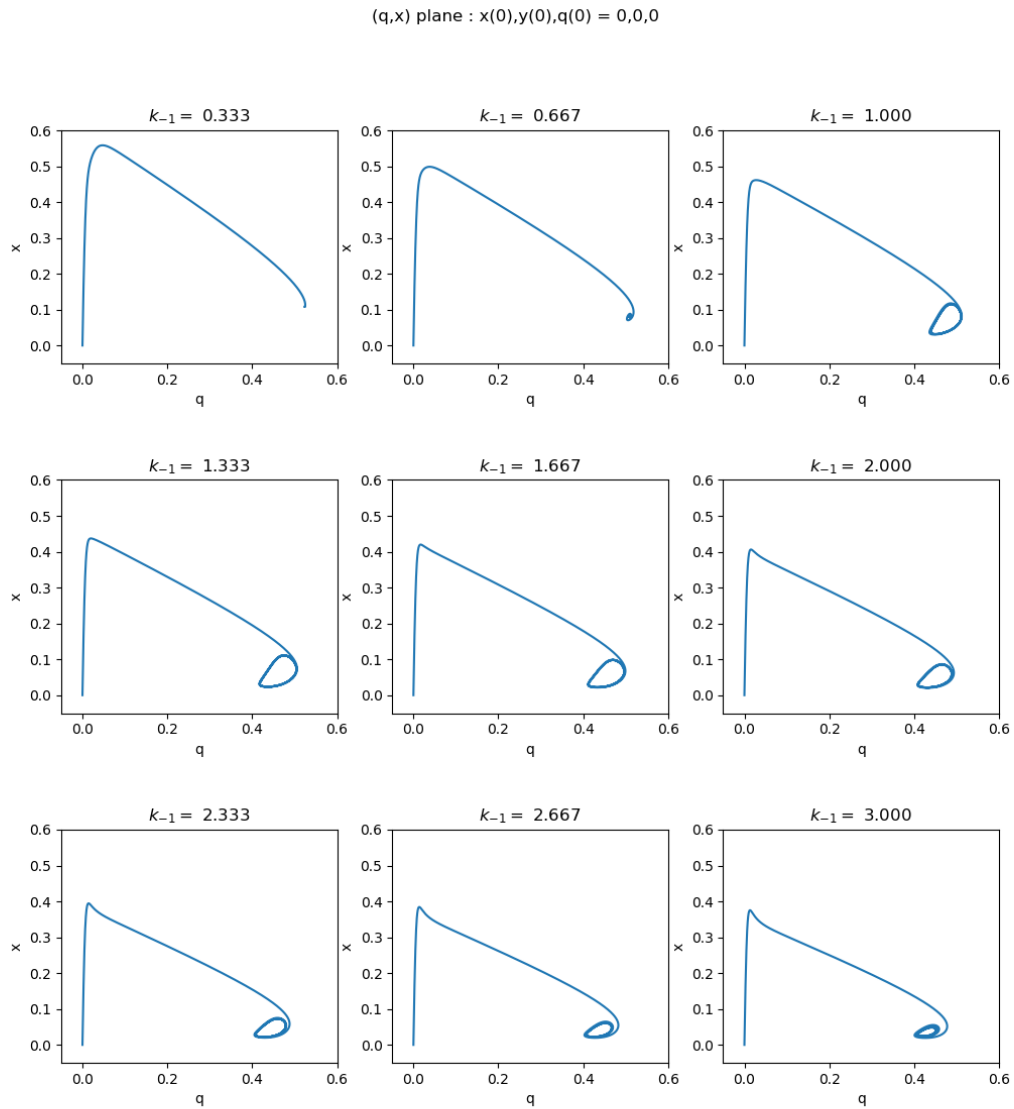 (q,x) plane : x(0),y(0),q(0) = 0,0,0
k₋₁ = 0.333
k₋₁ = 0.667
k₋₁ = 1.000
0.6
0.5
0.4
0.3
0.2
0.1
0.0
x
0.0 0.2 0.4 0.6
q
0.6
0.5
0.4
0.3
0.2
0.1
0.0
x
0.0 0.2 0.4 0.6
q
0.6
0.5
0.4
0.3
0.2
0.1
0.0
x
0.0 0.2 0.4 0.6
q
k₋₁ = 1.333
k₋₁ = 1.667
k₋₁ = 2.000
0.6
0.5
0.4
0.3
0.2
0.1
0.0
x
0.0 0.2 0.4 0.6
q
0.6
0.5
0.4
0.3
0.2
0.1
0.0
x
0.0 0.2 0.4 0.6
q
0.6
0.5
0.4
0.3
0.2
0.1
0.0
x
0.0 0.2 0.4 0.6
q
k₋₁ = 2.333
k₋₁ = 2.667
k₋₁ = 3.000
0.6
0.5
0.4
0.3
0.2
0.1
0.0
x
0.0 0.2 0.4 0.6
q
0.6
0.5
0.4
0.3
0.2
0.1
0.0
x
0.0 0.2 0.4 0.6
q
0.6
0.5
0.4
0.3
0.2
0.1
0.0
x
0.0 0.2 0.4 0.6
q